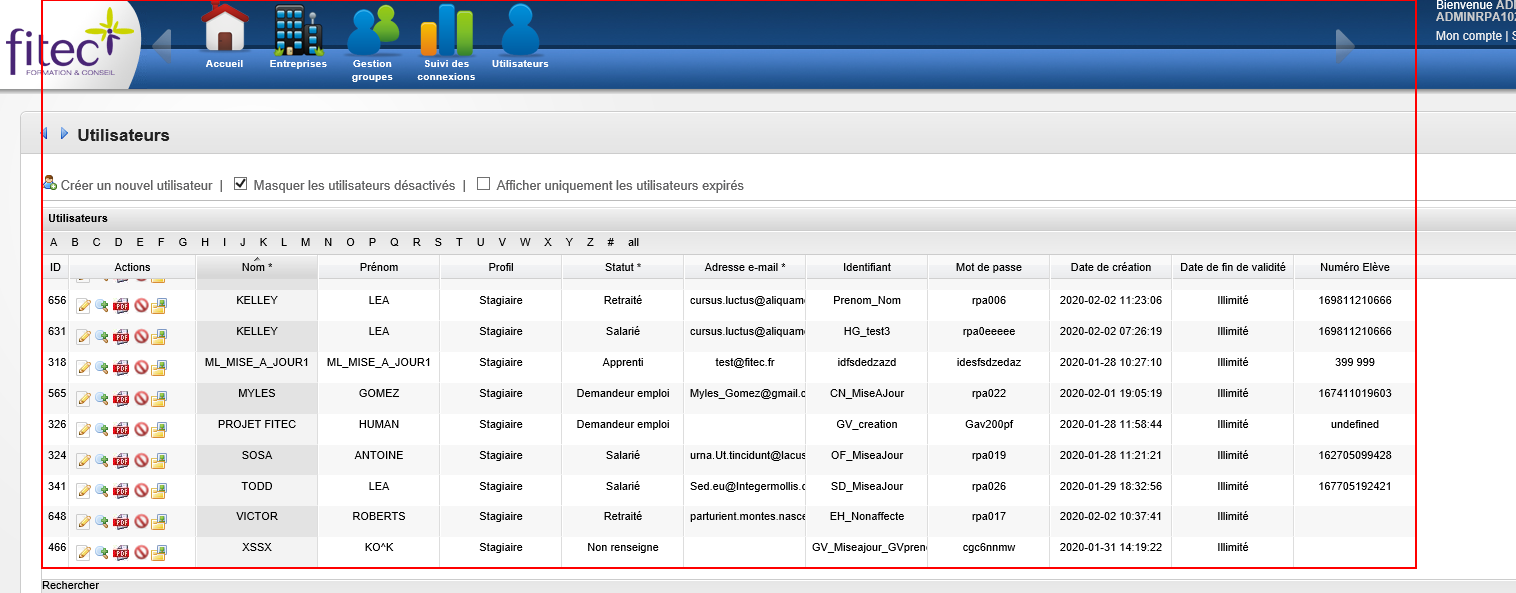 Bienvenue
ADMINRPA10
Mon compte |
fitec
FORMATION & CONSEIL
Accueil
Entreprises
Gestion groupes
Suivi des connexions
Utilisateurs
Utilisateurs
Créer un nouvel utilisateur | Masquer les utilisateurs désactivés | Afficher uniquement les utilisateurs expirés
Utilisateurs
A B C D E F G H I J K L M N O P Q R S T U V W X Y Z # all
ID Actions Nom * Prénom Profil Statut * Adresse e-mail * Identifiant Mot de passe Date de création Date de fin de validité Numéro Elève
656 PDF KELLEY LEA Stagiaire Retraité cursus.luctus@aliquam Prenom_Nom rpa006 2020-02-02 11:23:06 Illimité 169811210666
631 PDF KELLEY LEA Stagiaire Salarié cursus.luctus@aliquam HG_test3 rpa0eeeee 2020-02-02 07:26:19 Illimité 169811210666
318 PDF ML_MISE_A_JOUR1 ML_MISE_A_JOUR1 Stagiaire Apprenti test@fitec.fr idfsdedzazd idesfsdzedaz 2020-01-28 10:27:10 Illimité 399 999
565 PDF MYLES GOMEZ Stagiaire Demandeur emploi Myles_Gomez@gmail.c CN_MiseAJour rpa022 2020-02-01 19:05:19 Illimité 167411019603
326 PDF PROJET FITEC HUMAN Stagiaire Demandeur emploi GV_creation Gav200pf 2020-01-28 11:58:44 Illimité undefined
324 PDF SOSA ANTOINE Stagiaire Salarié urna.Ut.tincidunt@lacus OF_MiseaJour rpa019 2020-01-28 11:21:21 Illimité 162705099428
341 PDF TODD LEA Stagiaire Salarié Sed.eu@Integermollis.c SD_MiseaJour rpa026 2020-01-29 18:32:56 Illimité 167705192421
648 PDF VICTOR ROBERTS Stagiaire Retraité parturient.montes.nasce EH_Nonaffecte rpa017 2020-02-02 10:37:41 Illimité
466 PDF XSSX KO^K Stagiaire Non renseigne GV_Miseajour_GVpren cgc6nnmw 2020-01-31 14:19:22 Illimité
Rechercher